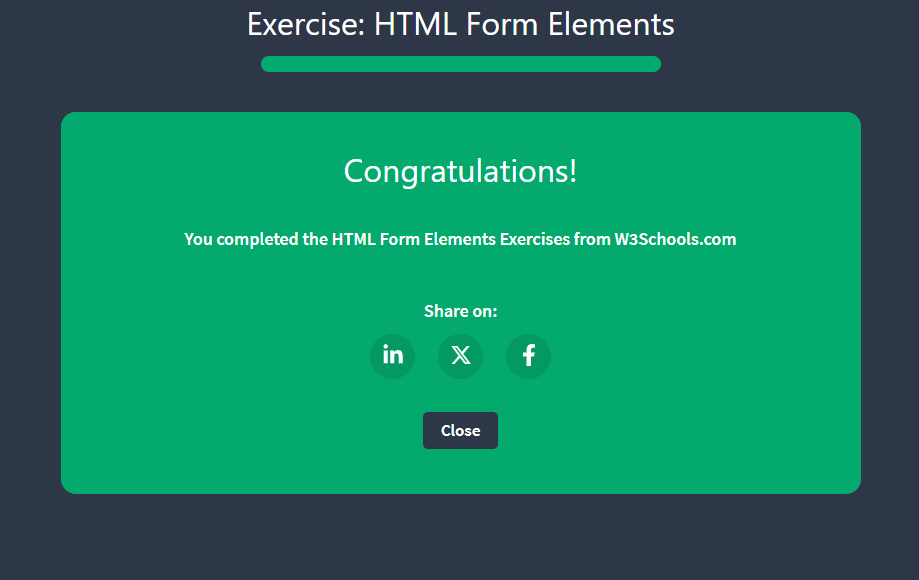 Exercise: HTML Form Elements
Congratulations!
You completed the HTML Form Elements Exercises from W3Schools.com
Share on:
in X f
Close